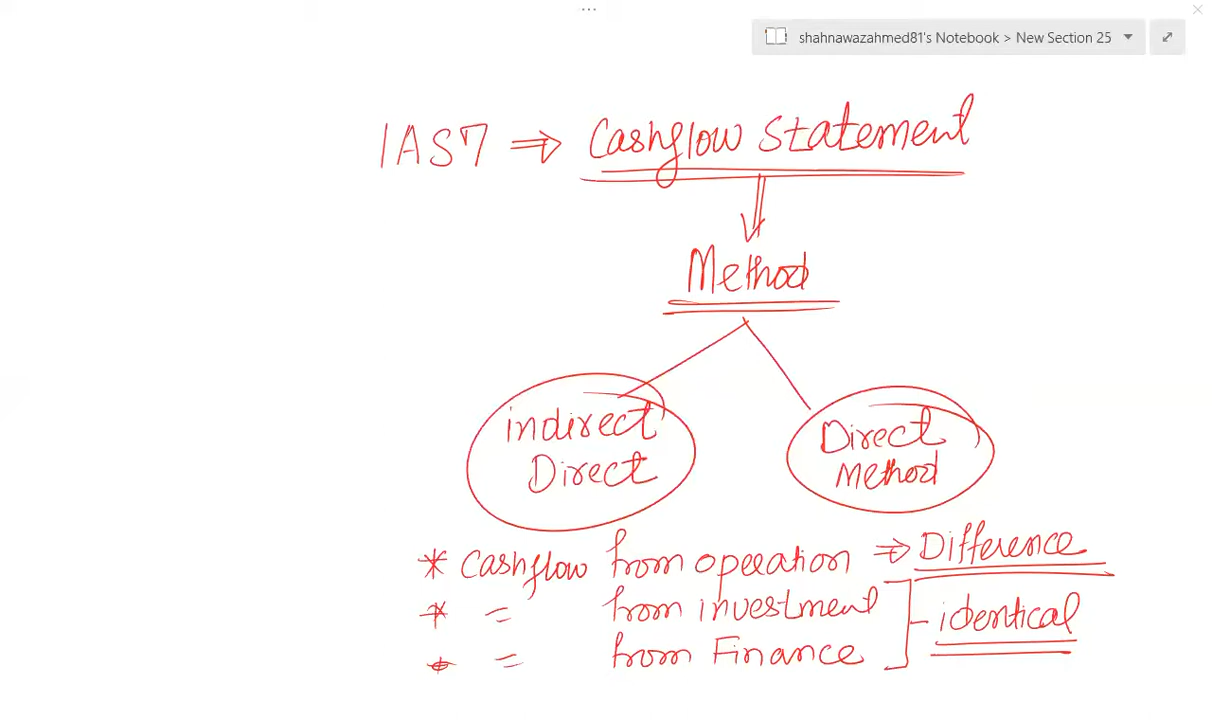 shahnawazahmed81's Notebook > New Section 25
IAS7 ⇒ Cashflow Statement
Method
indirect
Direct
Direct
Method
* Cashflow from operation ⇒ Difference
* = from investment
identical
* = from Finance